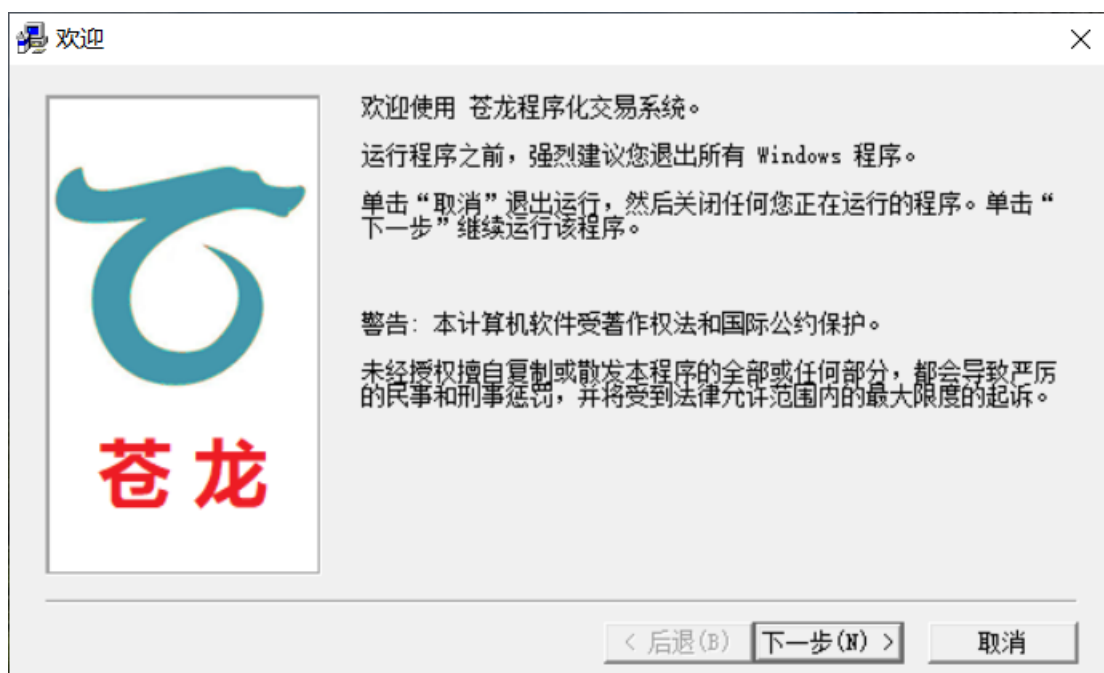 欢迎
欢迎使用 苍龙程序化交易系统。
运行程序之前，强烈建议您退出所有 Windows 程序。
单击“取消”退出运行，然后关闭任何您正在运行的程序。单击“
下一步”继续运行该程序。
警告: 本计算机软件受著作权法和国际公约保护。
未经授权擅自复制或散发本程序的全部或任何部分，都会导致严厉
的民事和刑事惩罚，并将受到法律允许范围内的最大限度的起诉。
苍龙
< 后退(B) 下一步(N) > 取消